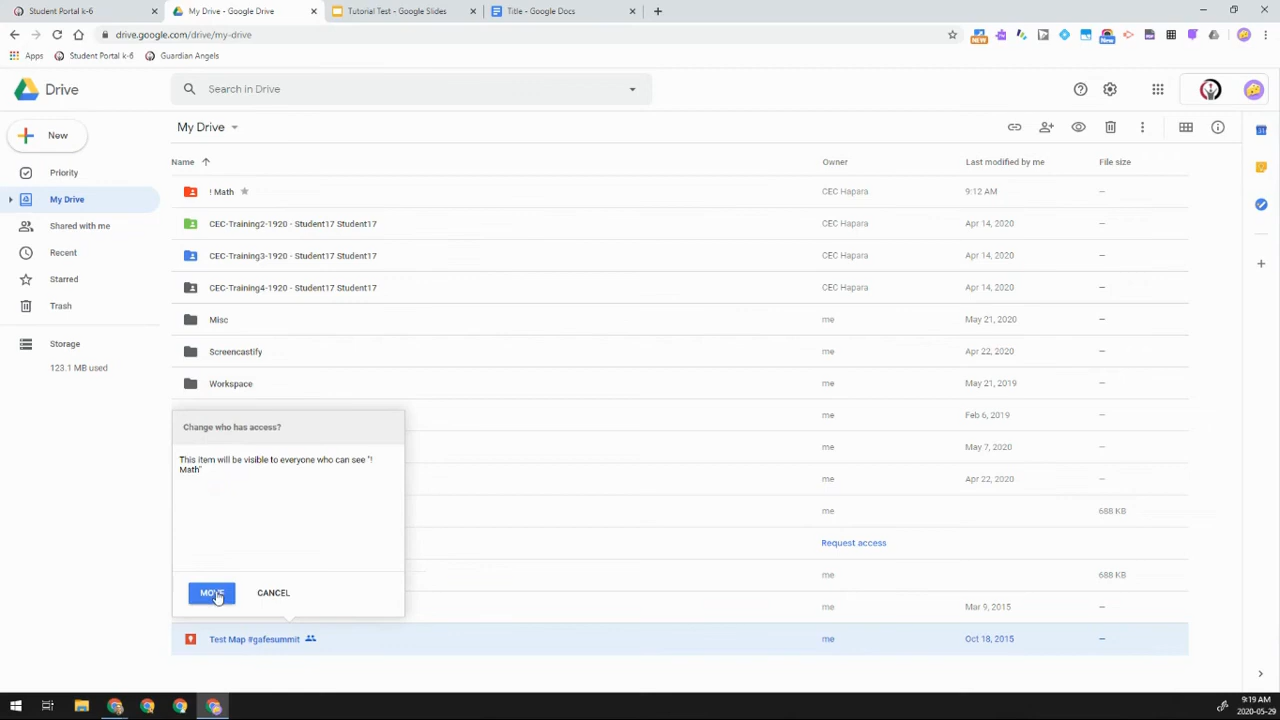 Student Portal k-6
My Drive - Google Drive
Tutorial Test - Google Slides
Title - Google Docs
drive.google.com/drive/my-drive
Apps
Student Portal k-6
Guardian Angels
Drive
Search in Drive
New
My Drive
Name
Owner
Last modified by me
File size
Priority
My Drive
Shared with me
Recent
Starred
Trash
Storage
123.1 MB used
! Math CEC Hapara 9:12 AM –
CEC-Training2-1920 - Student17 Student17 CEC Hapara Apr 14, 2020 –
CEC-Training3-1920 - Student17 Student17 CEC Hapara Apr 14, 2020 –
CEC-Training4-1920 - Student17 Student17 CEC Hapara Apr 14, 2020 –
Misc me May 21, 2020 –
Screencastify me Apr 22, 2020 –
Workspace me May 21, 2019 –
me Feb 6, 2019 –
me May 7, 2020 –
me Apr 22, 2020 –
me 688 KB
Request access
me 688 KB
me Mar 9, 2015 –
Test Map #gafesummit me Oct 18, 2015 –
Change who has access?
This item will be visible to everyone who can see "!
Math"
MOVE
CANCEL
9:19 AM
2020-05-29